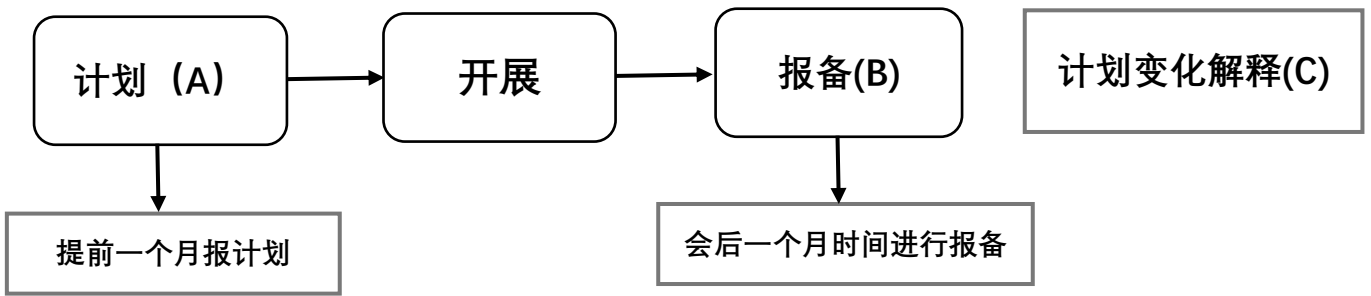 计划（A）
开展
报备(B)
计划变化解释(C)
提前一个月报计划
会后一个月时间进行报备